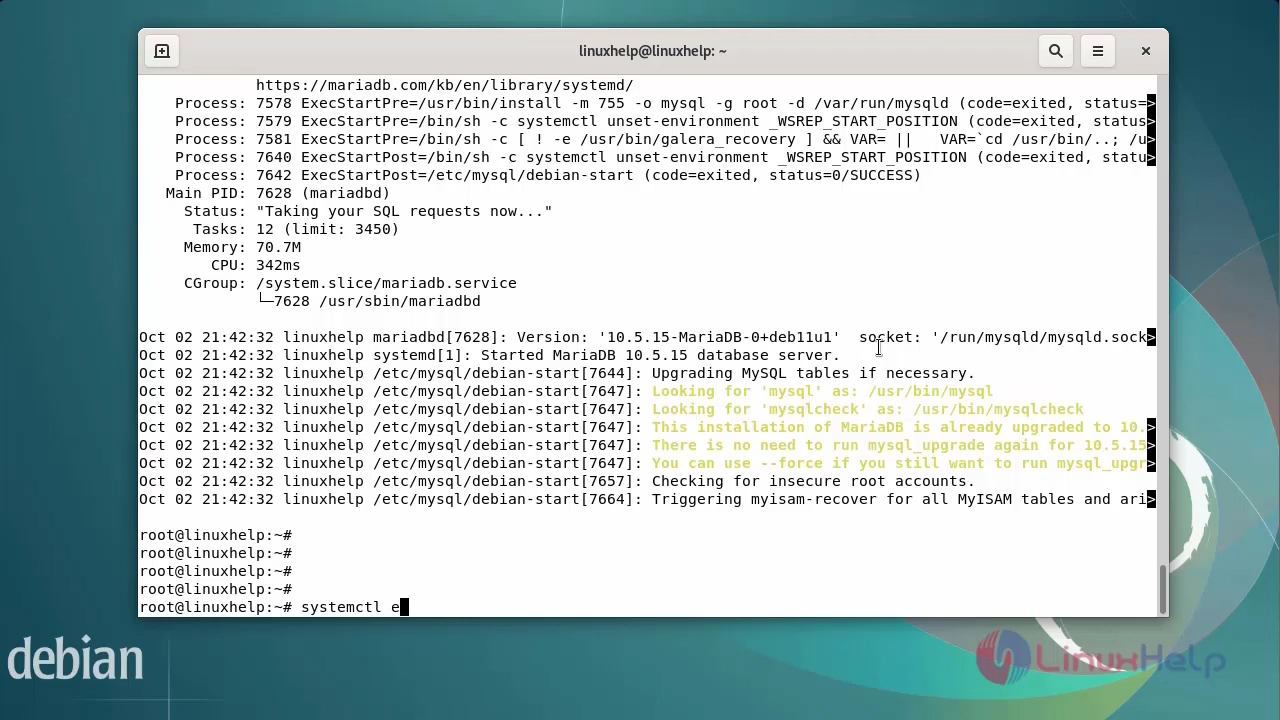 linuxhelp@linuxhelp: ~
https://mariadb.com/kb/en/library/systemd/
Process: 7578 ExecStartPre=/usr/bin/install -m 755 -o mysql -g root -d /var/run/mysqld (code=exited, status=>
Process: 7579 ExecStartPre=/bin/sh -c systemctl unset-environment _WSREP_START_POSITION (code=exited, status>
Process: 7581 ExecStartPre=/bin/sh -c [ ! -e /usr/bin/galera_recovery ] && VAR= ||   VAR=`cd /usr/bin/..; /u>
Process: 7640 ExecStartPost=/bin/sh -c systemctl unset-environment _WSREP_START_POSITION (code=exited, statu>
Process: 7642 ExecStartPost=/etc/mysql/debian-start (code=exited, status=0/SUCCESS)
Main PID: 7628 (mariadbd)
Status: "Taking your SQL requests now..."
Tasks: 12 (limit: 3450)
Memory: 70.7M
CPU: 342ms
CGroup: /system.slice/mariadb.service
└─7628 /usr/sbin/mariadbd
Oct 02 21:42:32 linuxhelp mariadbd[7628]: Version: '10.5.15-MariaDB-0+deb11u1'  socket: '/run/mysqld/mysqld.sock>
Oct 02 21:42:32 linuxhelp systemd[1]: Started MariaDB 10.5.15 database server.
Oct 02 21:42:32 linuxhelp /etc/mysql/debian-start[7644]: Upgrading MySQL tables if necessary.
Oct 02 21:42:32 linuxhelp /etc/mysql/debian-start[7647]: Looking for 'mysql' as: /usr/bin/mysql
Oct 02 21:42:32 linuxhelp /etc/mysql/debian-start[7647]: Looking for 'mysqlcheck' as: /usr/bin/mysqlcheck
Oct 02 21:42:32 linuxhelp /etc/mysql/debian-start[7647]: This installation of MariaDB is already upgraded to 10.>
Oct 02 21:42:32 linuxhelp /etc/mysql/debian-start[7647]: There is no need to run mysql_upgrade again for 10.5.15>
Oct 02 21:42:32 linuxhelp /etc/mysql/debian-start[7647]: You can use --force if you still want to run mysql_upgr>
Oct 02 21:42:32 linuxhelp /etc/mysql/debian-start[7657]: Checking for insecure root accounts.
Oct 02 21:42:32 linuxhelp /etc/mysql/debian-start[7664]: Triggering myisam-recover for all MyISAM tables and ari>
root@linuxhelp:~#
root@linuxhelp:~#
root@linuxhelp:~#
root@linuxhelp:~#
root@linuxhelp:~# systemctl e
debian
LinuxHelp